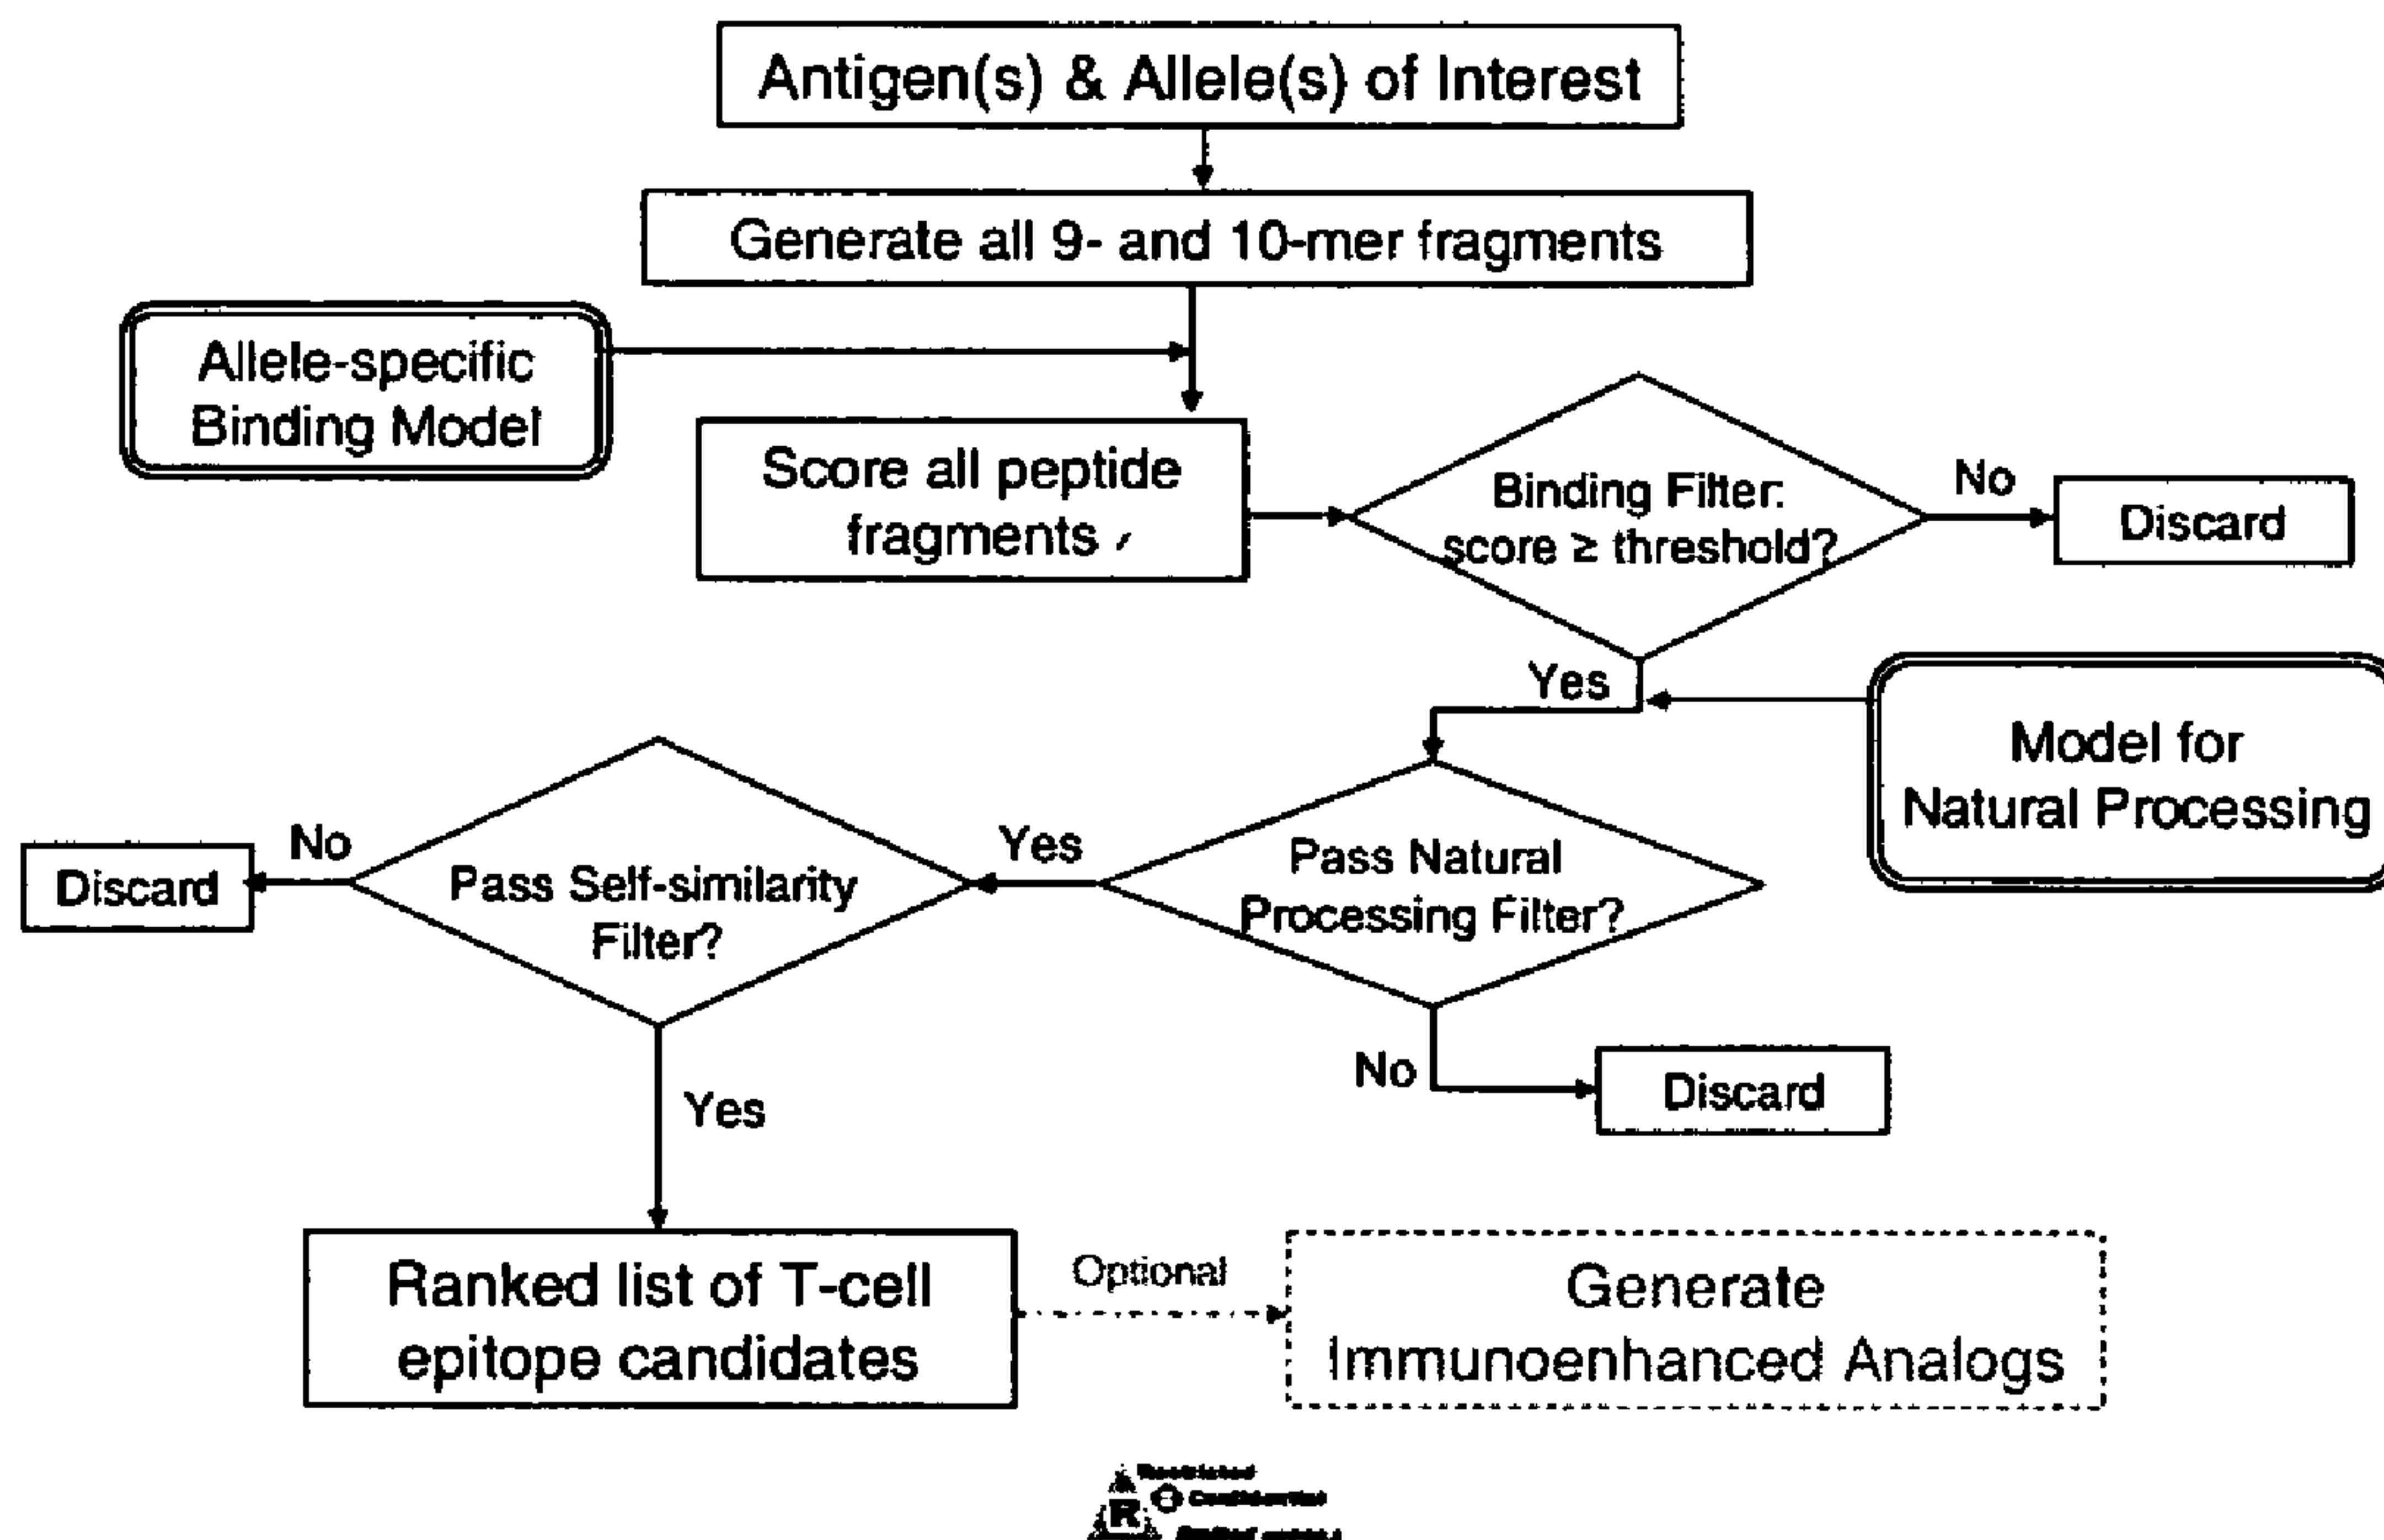 Antigen(s) & Allele(s) of Interest
Generate all 9- and 10-mer fragments
Allele-specific
Binding Model
Score all peptide
fragments
Binding Filter:
score ≥ threshold?
No
Discard
Yes
Model for
Natural Processing
Pass Natural
Processing Filter?
Yes
Pass Self-similarity
Filter?
No
Discard
No
Discard
Yes
Ranked list of T-cell
epitope candidates
Optional
Generate
Immunoenhanced Analogs
R